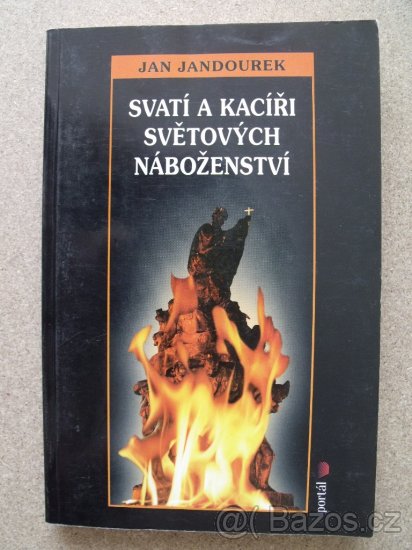 JAN JANDOUREK
SVATÍ A KACÍŘI
SVĚTOVÝCH
NÁBOŽENSTVÍ
portál
@Bazos.cz